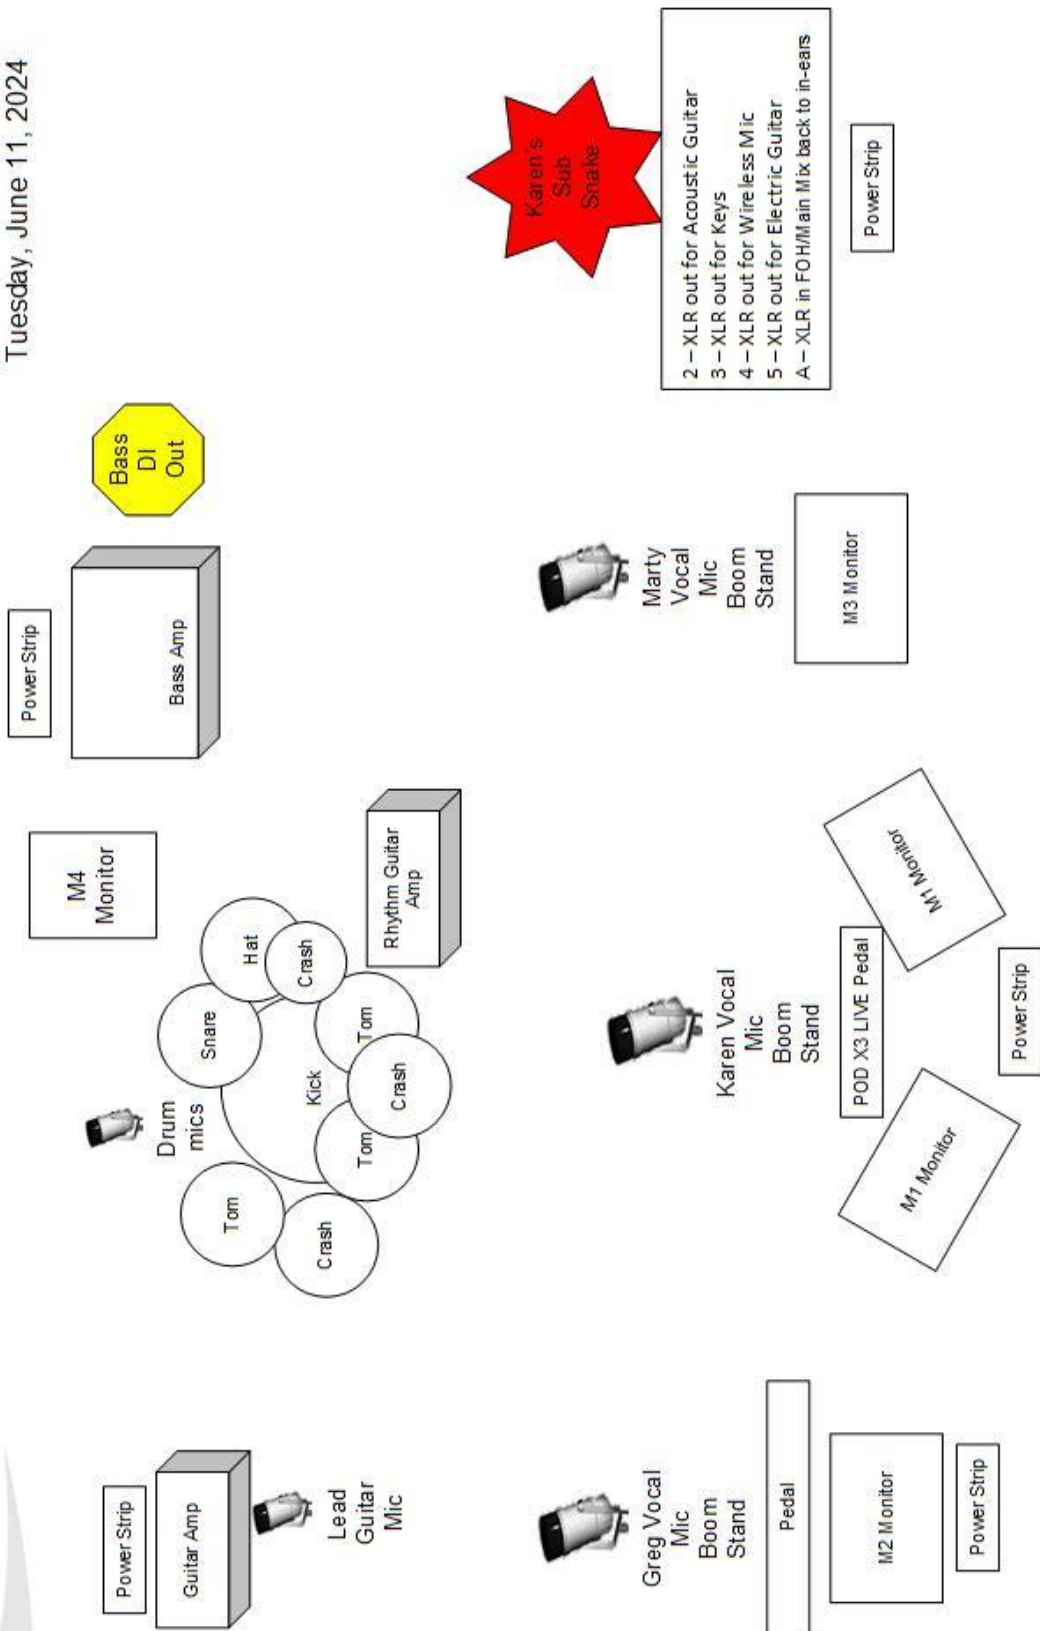 Tuesday, June 11, 2024
Power Strip
Guitar Amp
Lead
Guitar
Mic
Drum
mics
Tom
Crash
Snare
Kick
Tom
Crash
Tom
Hat
Crash
M4
Monitor
Rhythm Guitar
Amp
Power Strip
Bass Amp
Bass
DI
Out
Greg Vocal
Mic
Boom
Stand
Pedal
M2 Monitor
Power Strip
Karen Vocal
Mic
Boom
Stand
POD X3 LIVE Pedal
M1 Monitor
M1 Monitor
Power Strip
Marty
Vocal
Mic
Boom
Stand
M3 Monitor
Karen's
Sub
Snake
2 – XLR out for Acoustic Guitar
3 – XLR out for Keys
4 – XLR out for Wireless Mic
5 – XLR out for Electric Guitar
A – XLR in FOH/Main Mix back to in-ears
Power Strip